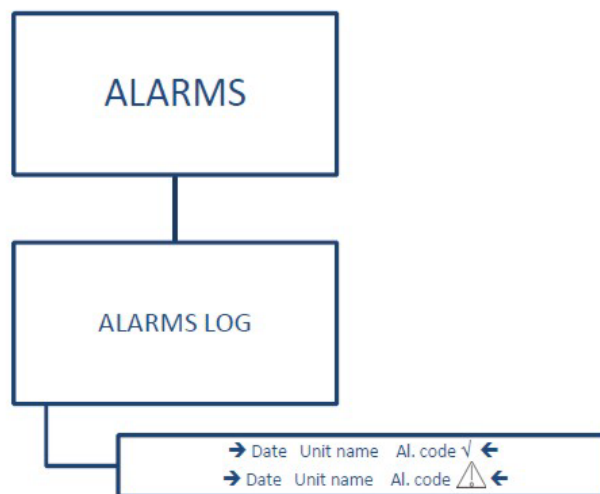 ALARMS
ALARMS LOG
➔ Date Unit name Al. code √ 🡰
➔ Date Unit name Al. code ⚠ 🡰